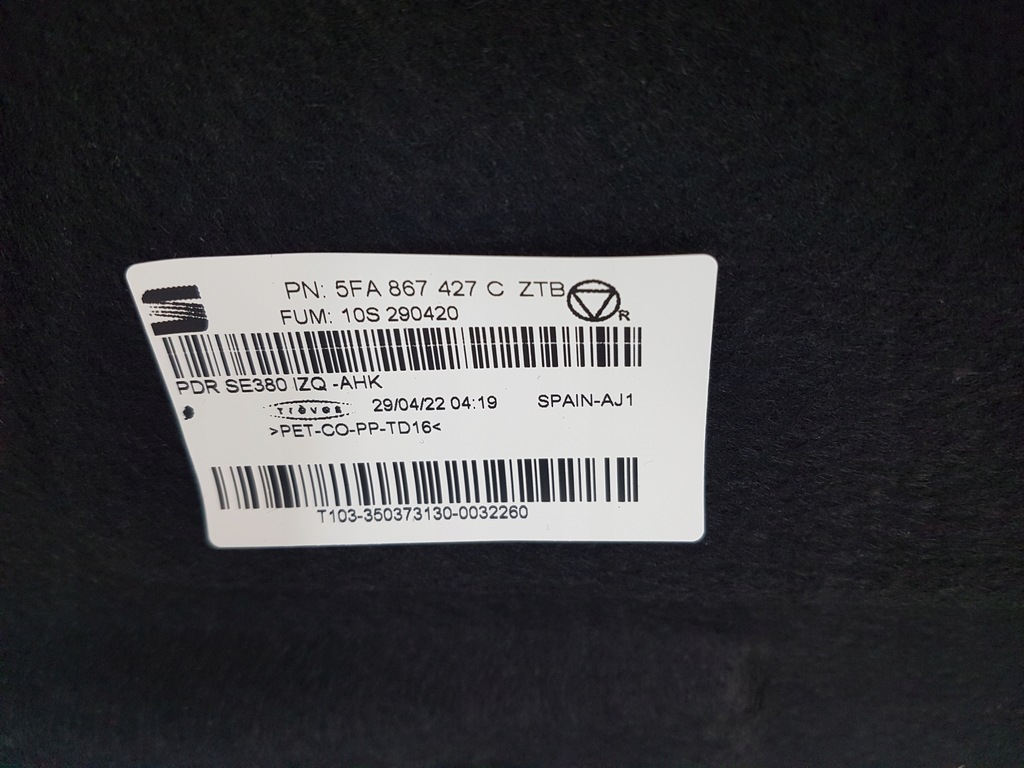 PN: 5FA 867 427 C ZTB
R
FUM: 10S 290420
PDR SE380 IZQ -AHK
Tréves 29/04/22 04:19 SPAIN-AJ1
>PET-CO-PP-TD16<
T103-350373130-0032260